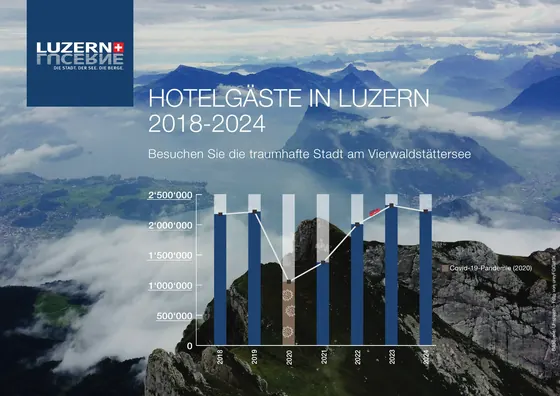 LUZERN
LUCERNE
DIE STADT. DER SEE. DIE BERGE.
HOTELGÄSTE IN LUZERN
2018-2024
Besuchen Sie die traumhafte Stadt am Vierwaldstättersee
2'500'000
2'000'000
1'500'000
1'000'000
500'000
0
2018
2019
2020
2021
2022
2023
2024
Covid-19-Pandemie (2020)